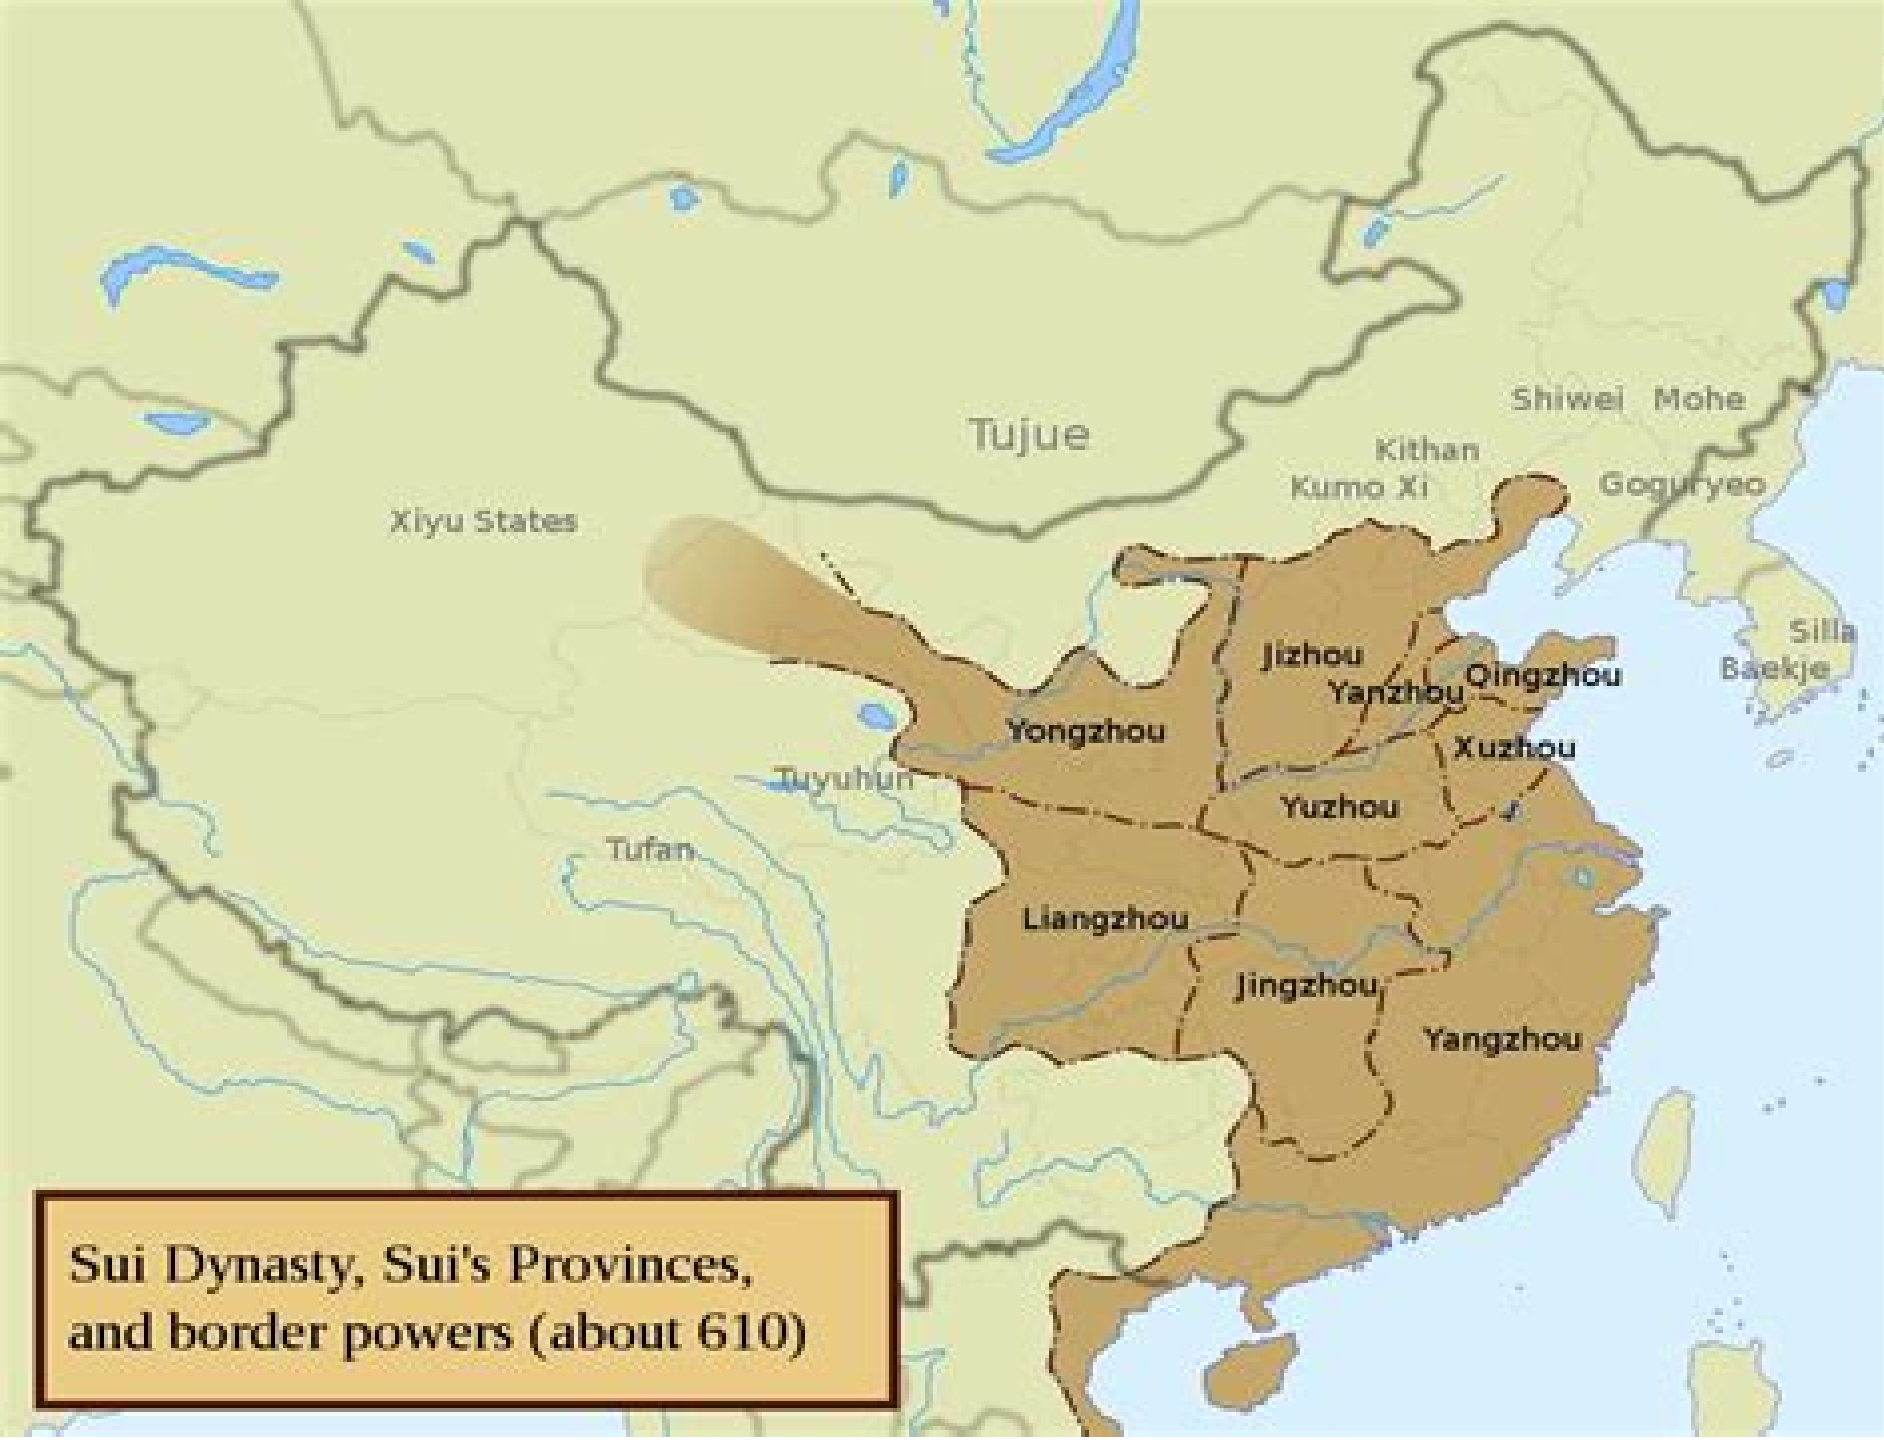 Shiwei Mohe
Tujue
Kithan
Kumo Xi
Goguryeo
Xiyu States
Silla
Jizhou
Baekje
Qingzhou
Yanzhou
Yongzhou
Xuzhou
Tuyuhun
Yuzhou
Tufan
Liangzhou
Jingzhou
Yangzhou
Sui Dynasty, Sui's Provinces,
and border powers (about 610)